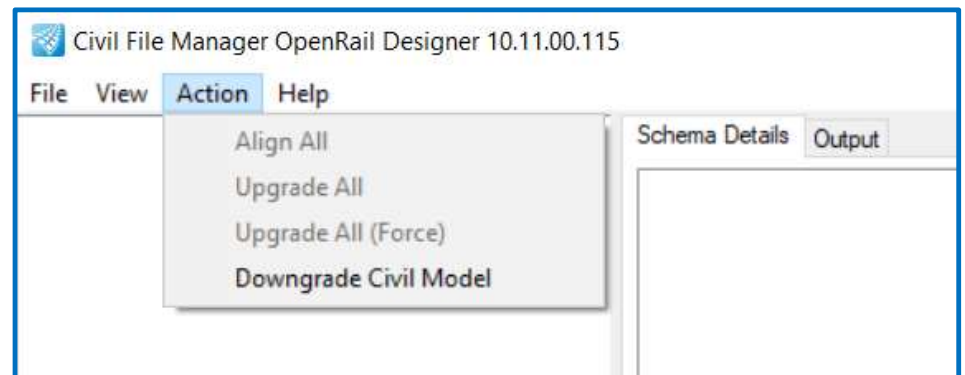 Civil File Manager OpenRail Designer 10.11.00.115
File View Action Help
Align All
Upgrade All
Upgrade All (Force)
Downgrade Civil Model
Schema Details Output